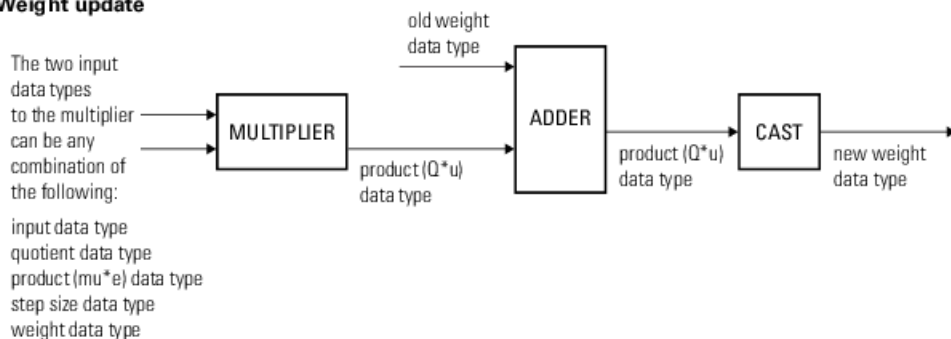 Weight update
old weight
data type
The two input
data types
to the multiplier
can be any
combination of
the following:
input data type
quotient data type
product (mu*e) data type
step size data type
weight data type
MULTIPLIER
product (Q*u)
data type
ADDER
product (Q*u)
data type
CAST
new weight
data type